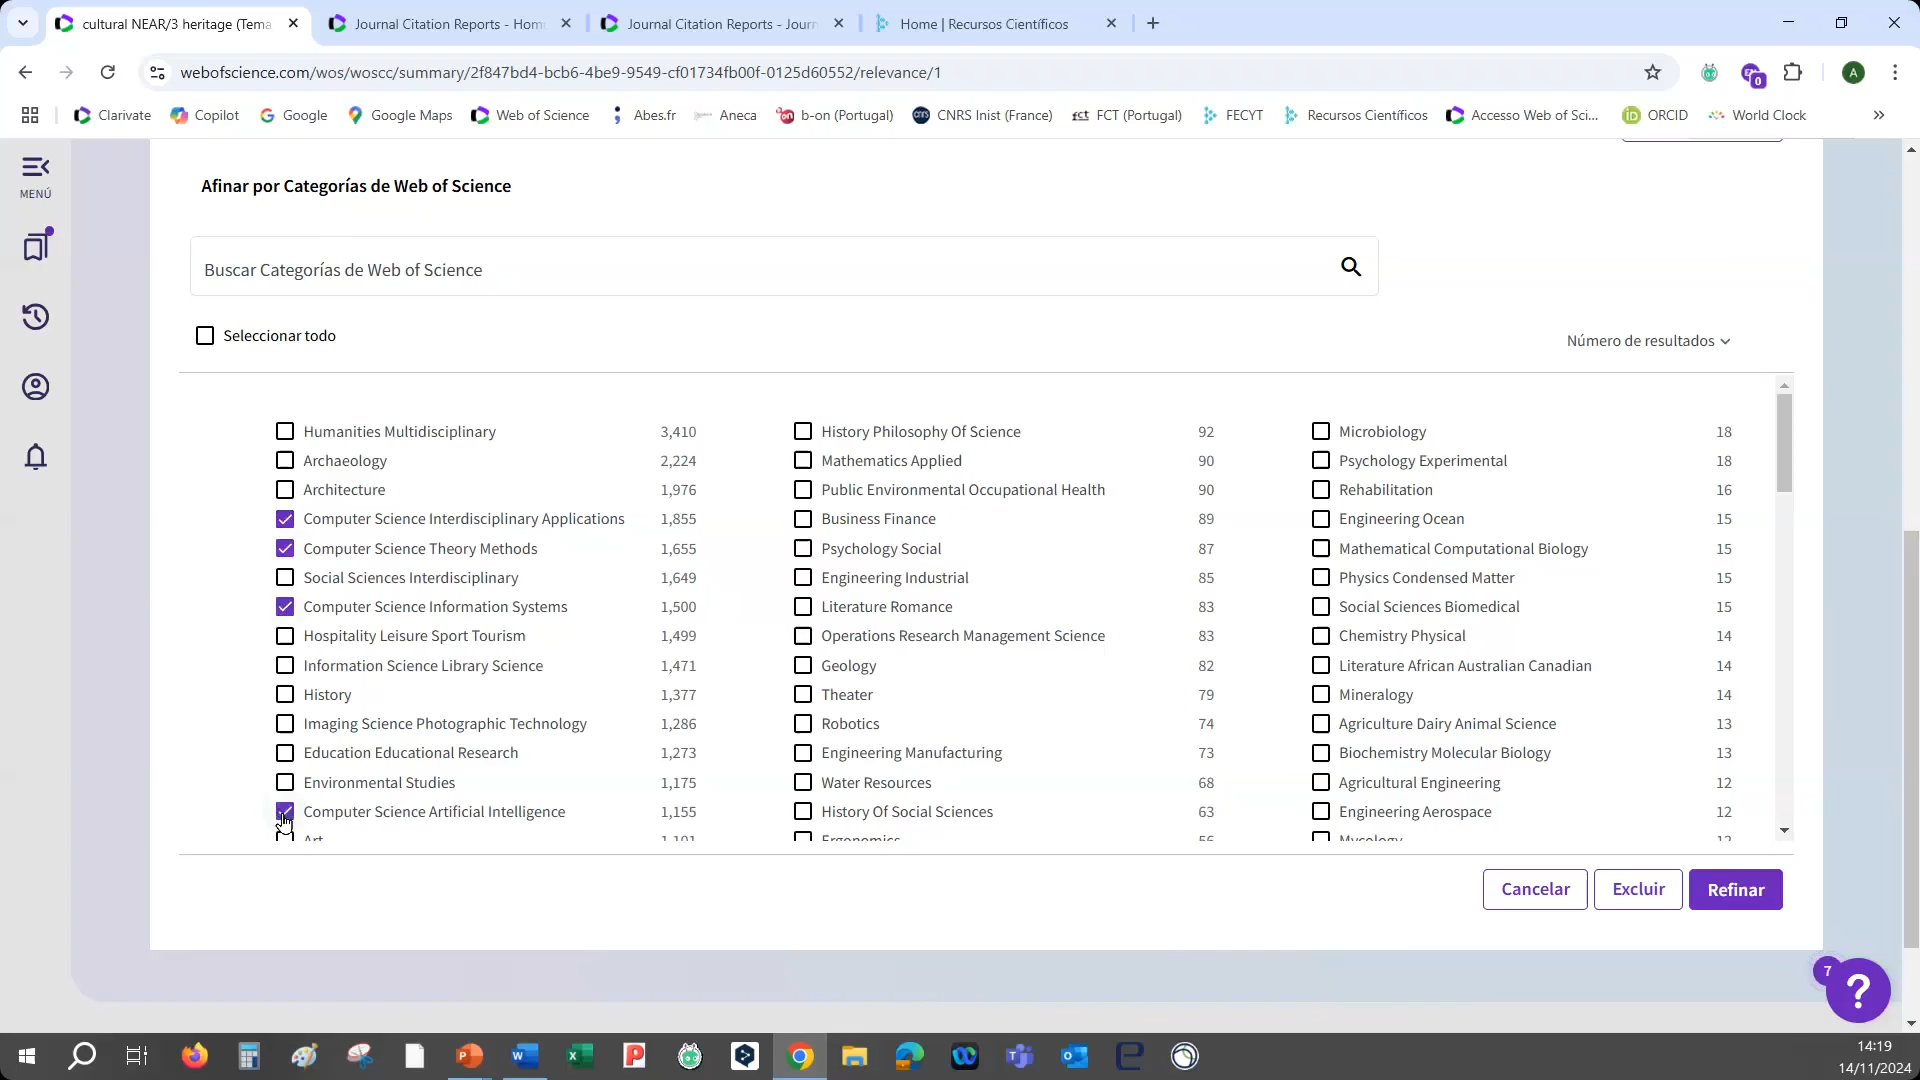 cultural NEAR/3 heritage (Tema
Journal Citation Reports - Hom
Journal Citation Reports - Journ
Home | Recursos Científicos
webofscience.com/wos/woscc/summary/2f847bd4-bcb6-4be9-9549-cf01734fb00f-0125d60552/relevance/1
0
A
Clarivate
Copilot
Google
Google Maps
Web of Science
Abes.fr
Aneca
b-on (Portugal)
CNRS Inist (France)
FCT (Portugal)
FECYT
Recursos Científicos
Accesso Web of Sci...
ORCID
World Clock
MENÚ
Afinar por Categorías de Web of Science
Buscar Categorías de Web of Science
Seleccionar todo
Número de resultados
Humanities Multidisciplinary 3,410
Archaeology 2,224
Architecture 1,976
Computer Science Interdisciplinary Applications 1,855
Computer Science Theory Methods 1,655
Social Sciences Interdisciplinary 1,649
Computer Science Information Systems 1,500
Hospitality Leisure Sport Tourism 1,499
Information Science Library Science 1,471
History 1,377
Imaging Science Photographic Technology 1,286
Education Educational Research 1,273
Environmental Studies 1,175
Computer Science Artificial Intelligence 1,155
Art 1,101
History Philosophy Of Science 92
Mathematics Applied 90
Public Environmental Occupational Health 90
Business Finance 89
Psychology Social 87
Engineering Industrial 85
Literature Romance 83
Operations Research Management Science 83
Geology 82
Theater 79
Robotics 74
Engineering Manufacturing 73
Water Resources 68
History Of Social Sciences 63
Ergonomics 56
Microbiology 18
Psychology Experimental 18
Rehabilitation 16
Engineering Ocean 15
Mathematical Computational Biology 15
Physics Condensed Matter 15
Social Sciences Biomedical 15
Chemistry Physical 14
Literature African Australian Canadian 14
Mineralogy 14
Agriculture Dairy Animal Science 13
Biochemistry Molecular Biology 13
Agricultural Engineering 12
Engineering Aerospace 12
Mycology 12
Cancelar
Excluir
Refinar
7
?
14:19
14/11/2024